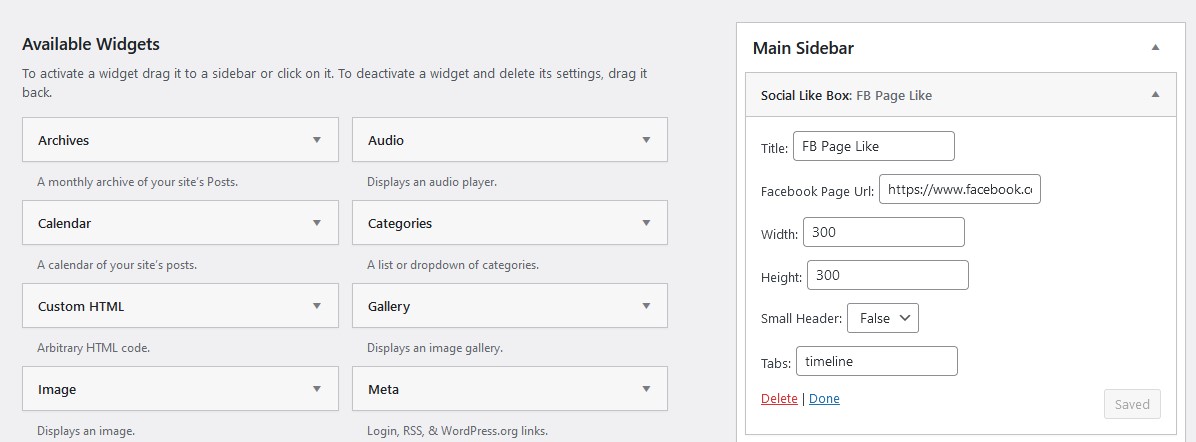 Available Widgets
To activate a widget drag it to a sidebar or click on it. To deactivate a widget and delete its settings, drag it
back.
Archives
Audio
A monthly archive of your site's Posts.
Displays an audio player.
Calendar
Categories
A calendar of your site's posts.
A list or dropdown of categories.
Custom HTML
Gallery
Arbitrary HTML code.
Displays an image gallery.
Image
Meta
Displays an image.
Login, RSS, & WordPress.org links.
Main Sidebar
Social Like Box: FB Page Like
Title: FB Page Like
Facebook Page Url: https://www.facebook.c
Width: 300
Height: 300
Small Header: False
Tabs: timeline
Delete | Done
Saved